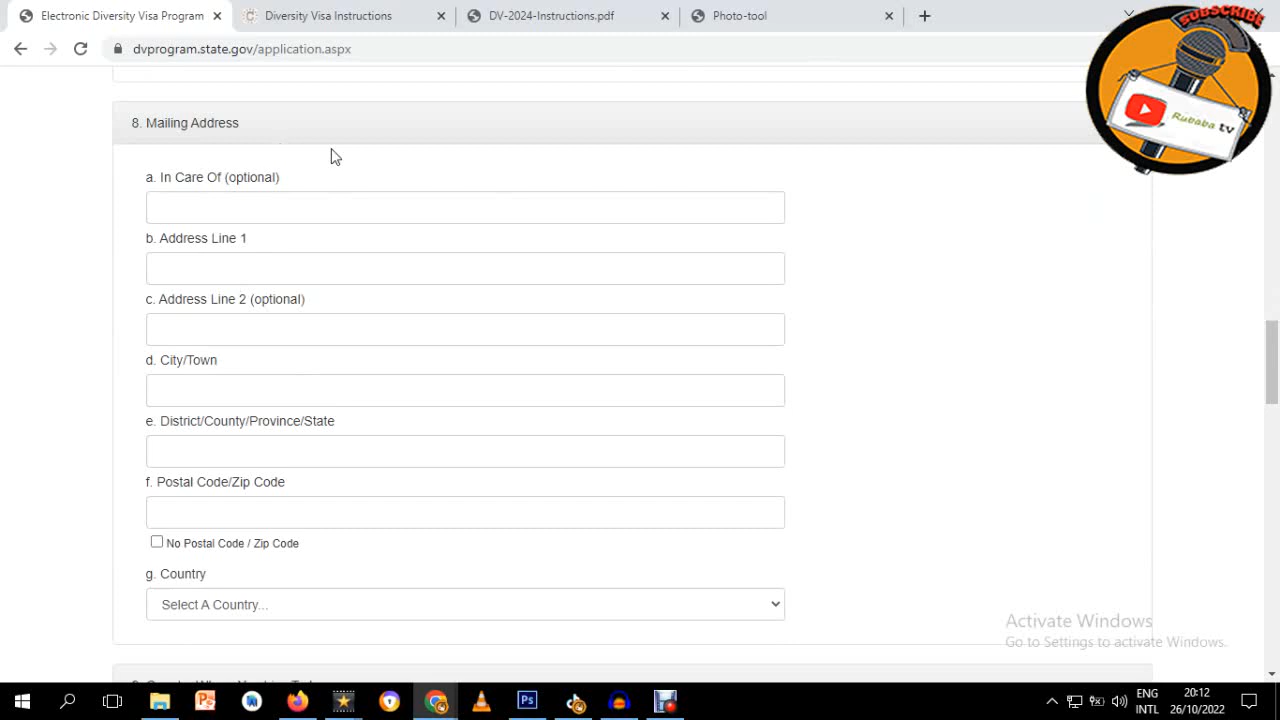 Electronic Diversity Visa Program
Diversity Visa Instructions
DV-2024-Instructions.pdf
Photo-tool
dvprogram.state.gov/application.aspx
SUBSCRIBE
Rubaba tv
8. Mailing Address
a. In Care Of (optional)
b. Address Line 1
c. Address Line 2 (optional)
d. City/Town
e. District/County/Province/State
f. Postal Code/Zip Code
No Postal Code / Zip Code
g. Country
Select A Country...
Activate Windows
Go to Settings to activate Windows.
ENG
INTL
20:12
26/10/2022